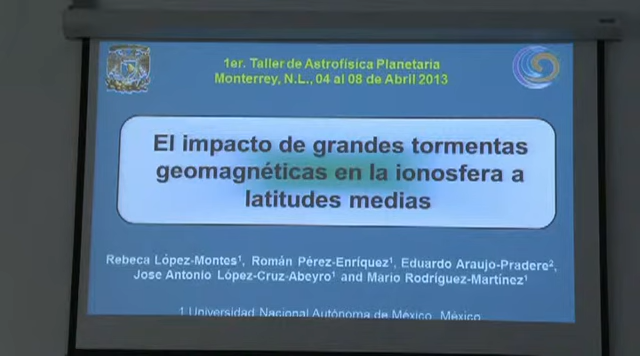 1er. Taller de Astrofísica Planetaria
Monterrey, N.L., 04 al 08 de Abril 2013
El impacto de grandes tormentas
geomagnéticas en la ionosfera a
latitudes medias
Rebeca López-Montes¹, Román Pérez-Enríquez¹, Eduardo Araujo-Pradere²,
Jose Antonio López-Cruz-Abeyro¹ and Mario Rodríguez-Martínez¹
1 Universidad Nacional Autónoma de México, México